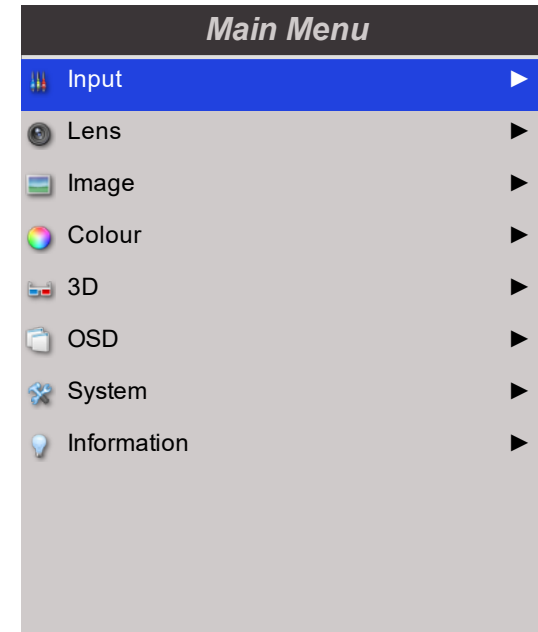 Main Menu
Input
Lens
Image
Colour
3D
OSD
System
Information